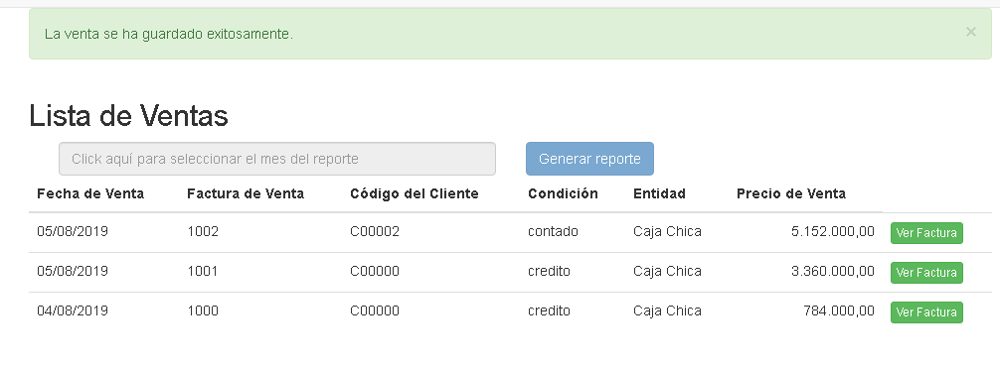 La venta se ha guardado exitosamente. ×
Lista de Ventas
Click aquí para seleccionar el mes del reporte Generar reporte
Fecha de Venta Factura de Venta Código del Cliente Condición Entidad Precio de Venta
05/08/2019 1002 C00002 contado Caja Chica 5.152.000,00 Ver Factura
05/08/2019 1001 C00000 credito Caja Chica 3.360.000,00 Ver Factura
04/08/2019 1000 C00000 credito Caja Chica 784.000,00 Ver Factura